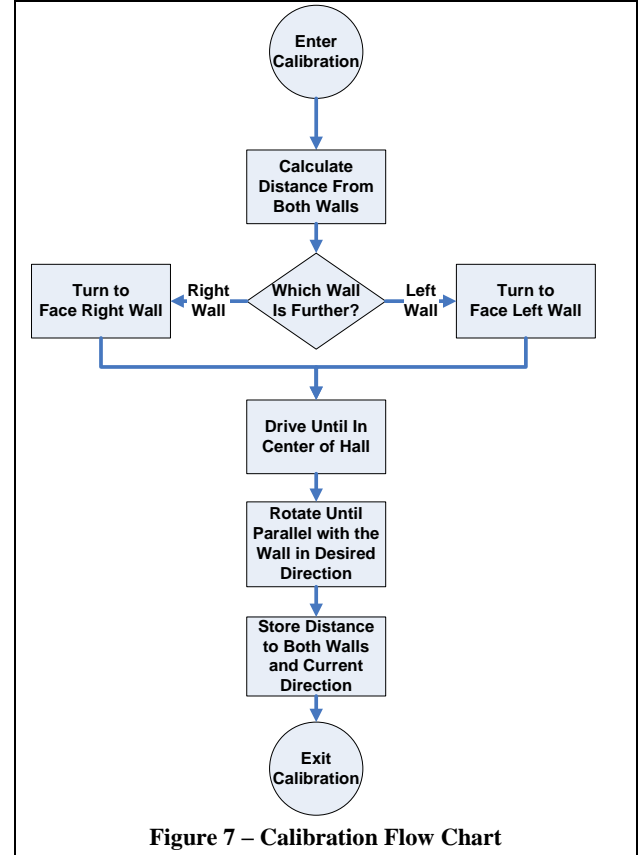 Enter
Calibration
Calculate
Distance From
Both Walls
Turn to
Face Right Wall
Right
Wall
Which Wall
Is Further?
Left
Wall
Turn to
Face Left Wall
Drive Until In
Center of Hall
Rotate Until
Parallel with the
Wall in Desired
Direction
Store Distance
to Both Walls
and Current
Direction
Exit
Calibration
Figure 7 – Calibration Flow Chart